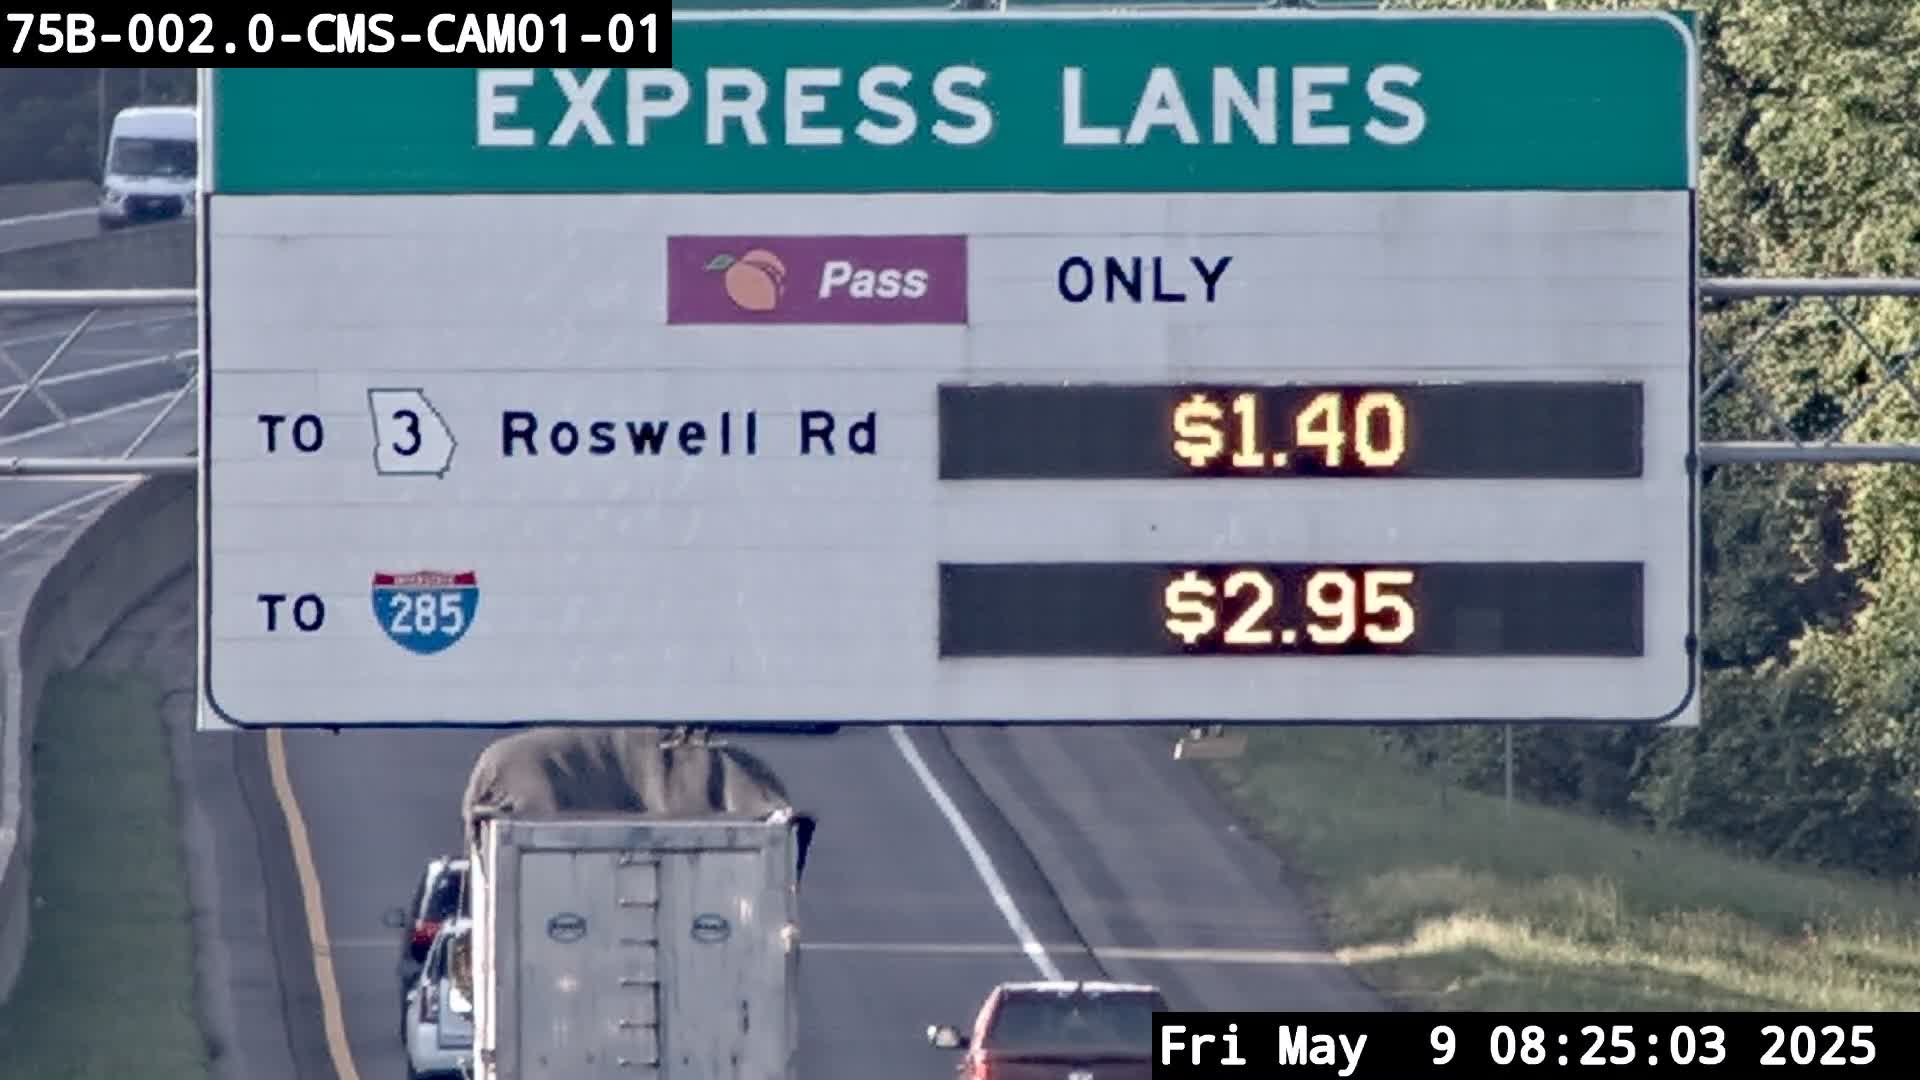 75B-002.0-CMS-CAM01-01
EXPRESS LANES
Pass ONLY
TO 3 Roswell Rd $1.40
TO 285 $2.95
Fri May 9 08:25:03 2025